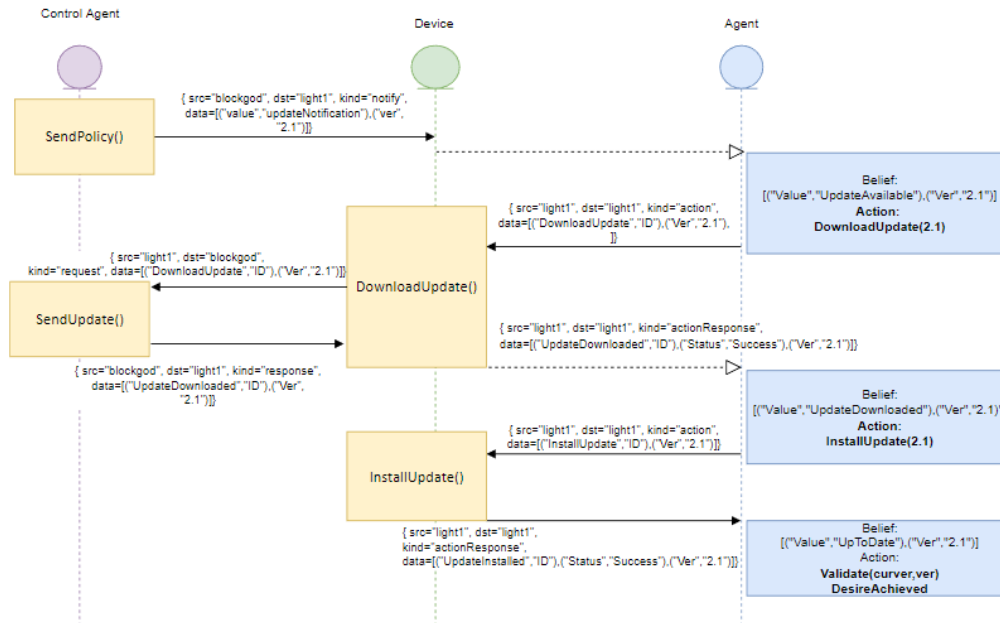 Control Agent
Device
Agent
{ src="blockgod", dst="light1", kind="notify",
data=[("value","updateNotification"),("ver",
"2.1")]}
SendPolicy()
Belief:
[("Value","UpdateAvailable"),("Ver","2.1")]
Action:
DownloadUpdate(2.1)
{ src="light1", dst="light1", kind="action",
data=[("DownloadUpdate","ID"),("Ver","2.1"),
]}
{ src="light1", dst="blockgod",
kind="request", data=[("DownloadUpdate","ID"),("Ver","2.1")]}
DownloadUpdate()
SendUpdate()
{ src="light1", dst="light1", kind="actionResponse",
data=[("UpdateDownloaded","ID"),("Status","Success"),("Ver","2.1")]}
{ src="blockgod", dst="light1", kind="response",
data=[("UpdateDownloaded","ID"),("Ver",
"2.1")]}
Belief:
[("Value","UpdateDownloaded"),("Ver","2.1)"
Action:
InstallUpdate(2.1)
{ src="light1", dst="light1", kind="action",
data=[("InstallUpdate","ID"),("Ver","2.1")]}
InstallUpdate()
{ src="light1", dst="light1",
kind="actionResponse",
data=[("UpdateInstalled","ID"),("Status","Success"),("Ver","2.1")]}
Belief:
[("Value","UpToDate"),("Ver","2.1")]
Action:
Validate(curver,ver)
DesireAchieved